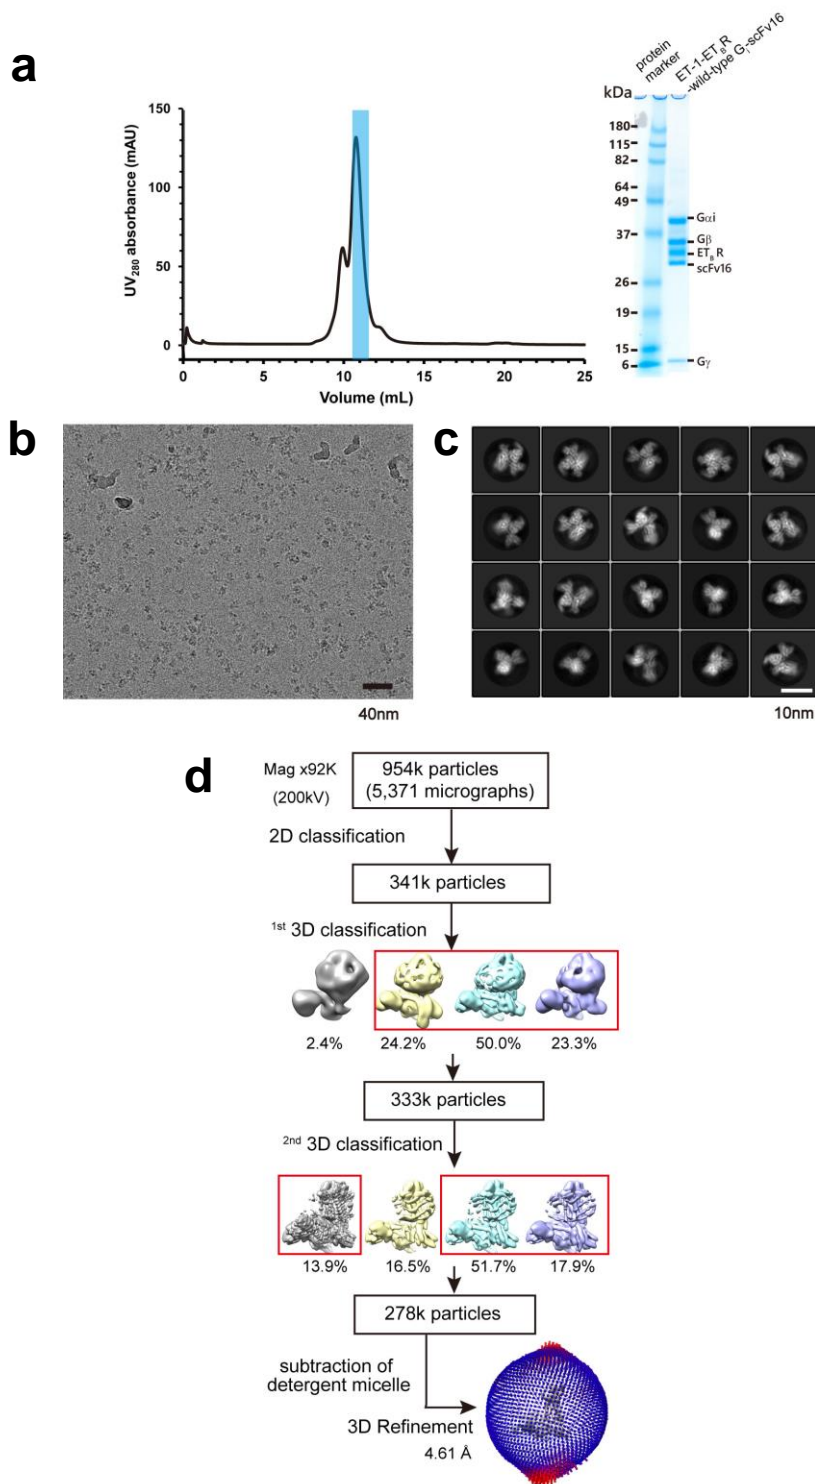 a
150
100
50
0
UV280 absorbance (mAU)
0
5
10
15
20
25
Volume (mL)
protein
marker
ET-1-ETBR
-wild-type Gi-scFv16
kDa
180
115
82
64
49
37
26
19
15
6
Gαi
Gβ
ETBR
scFv16
Gγ
b
40nm
c
10nm
d
Mag x92K
(200kV)
954k particles
(5,371 micrographs)
2D classification
341k particles
1st 3D classification
2.4% 24.2% 50.0% 23.3%
333k particles
2nd 3D classification
13.9% 16.5% 51.7% 17.9%
278k particles
subtraction of
detergent micelle
3D Refinement
4.61 Å